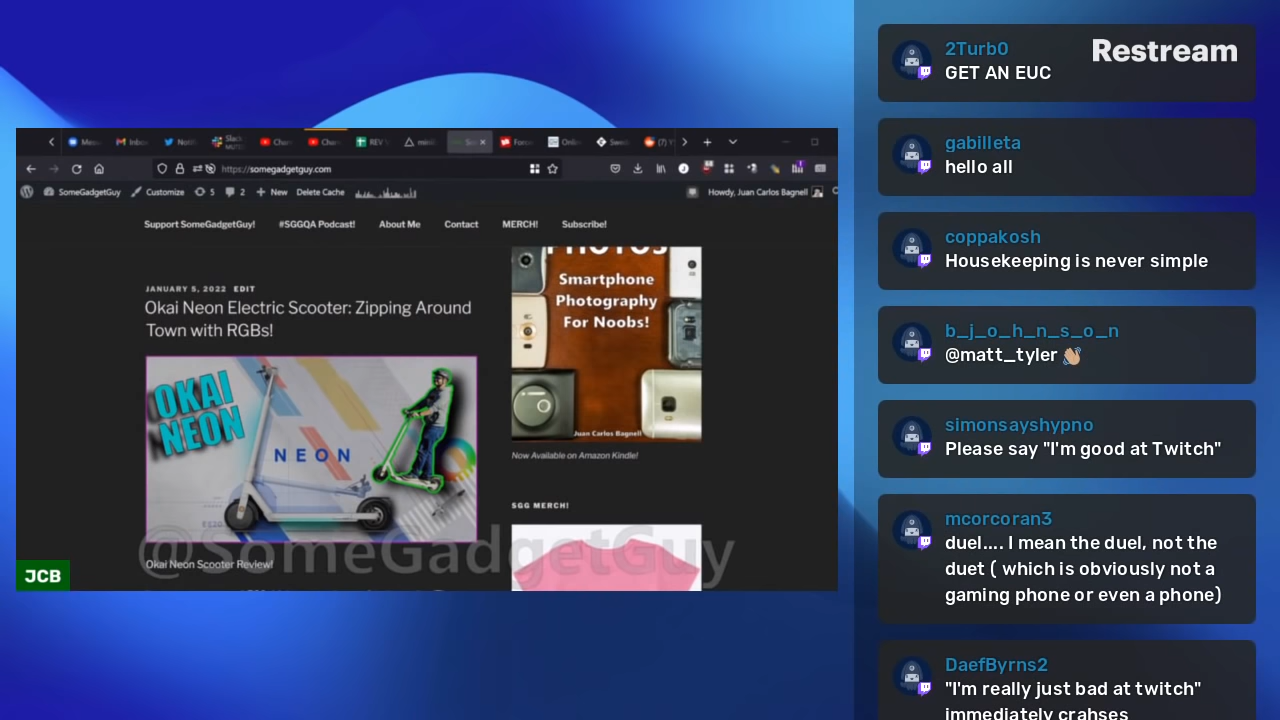 Inbox
https://somegadgetguy.com
SomeGadgetGuy
Customize
5
2
New
Delete Cache
Howdy, Juan Carlos Bagnell
Support SomeGadgetGuy!
#SGGQA Podcast!
About Me
Contact
MERCH!
Subscribe!
JANUARY 5, 2022 EDIT
Okai Neon Electric Scooter: Zipping Around
Town with RGBs!
OKAI
NEON
NEON
Okai Neon Scooter Review!
PHOTOS
Smartphone
Photography
For Noobs!
Juan Carlos Bagnell
Now Available on Amazon Kindle!
SGG MERCH!
@SomeGadgetGuy
JCB
Restream
2Turb0
GET AN EUC
gabilleta
hello all
coppakosh
Housekeeping is never simple
b_j_o_h_n_s_o_n
@matt_tyler 👋🏼
simonsayshypno
Please say "I'm good at Twitch"
mcorcoran3
duel.... I mean the duel, not the
duet ( which is obviously not a
gaming phone or even a phone)
DaefByrns2
"I'm really just bad at twitch"
immediately crahses